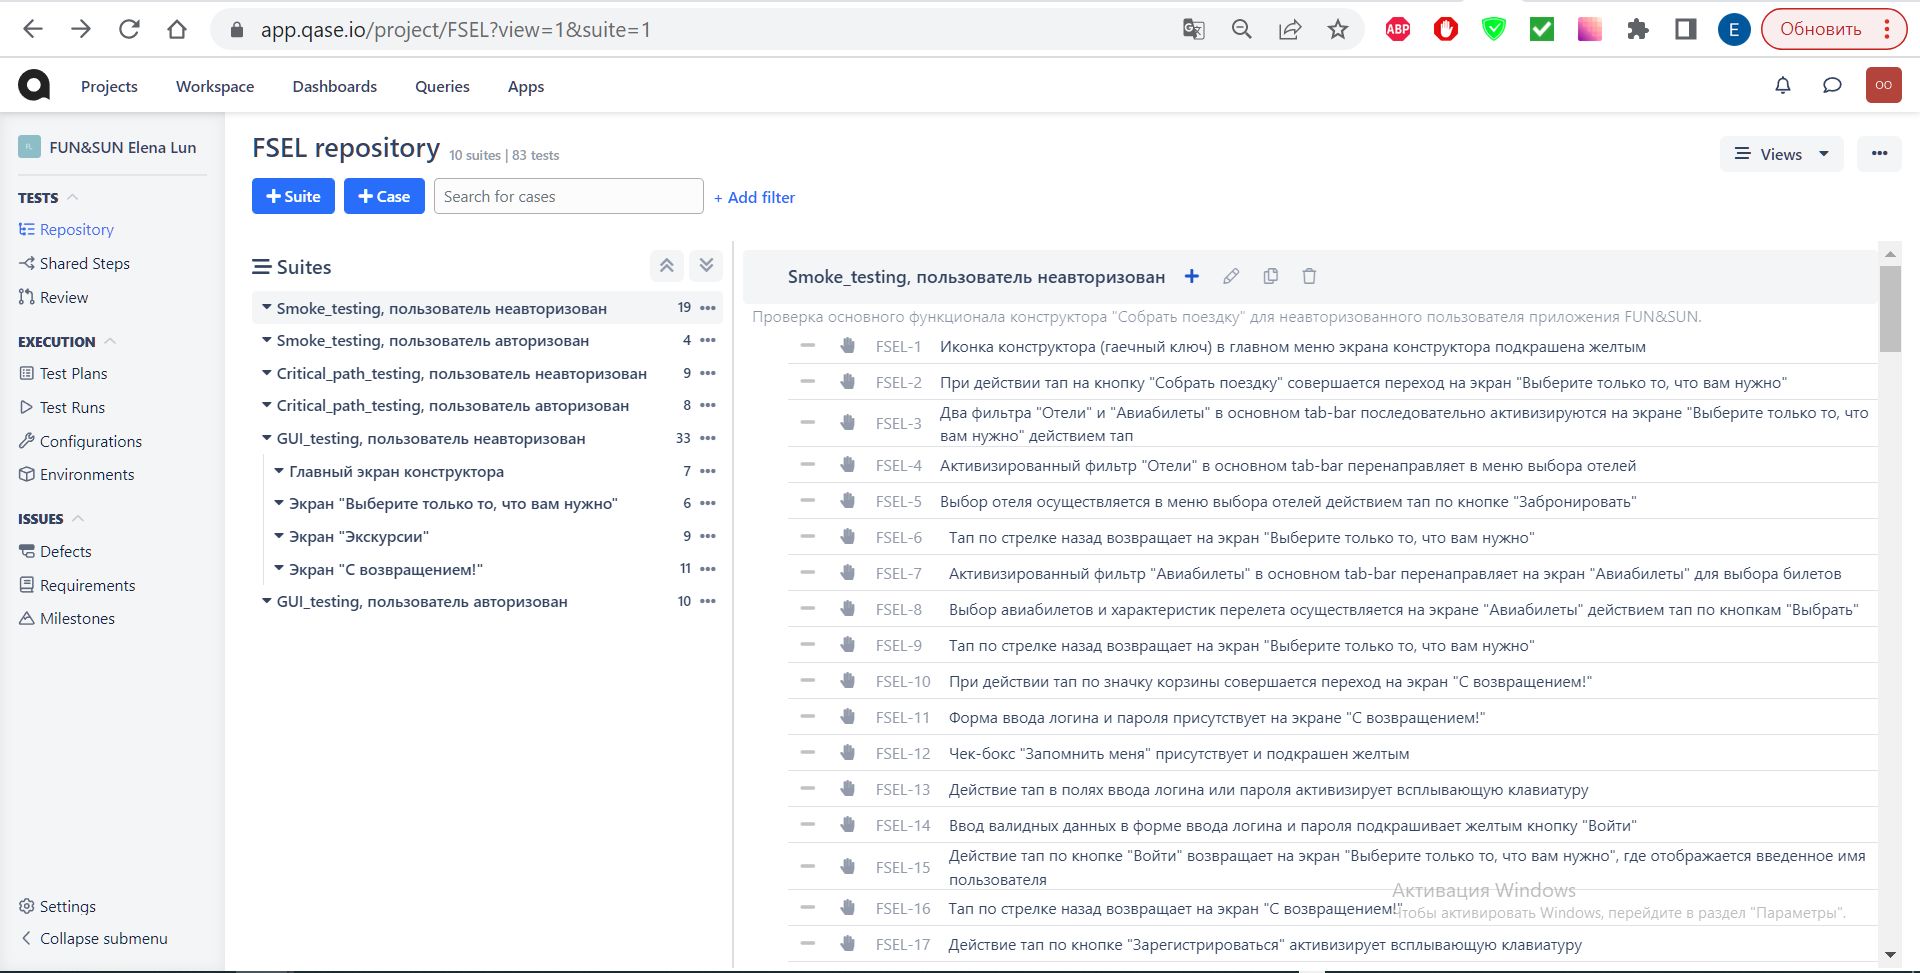 app.qase.io/project/FSEL?view=1&suite=1
ABP
E
Обновить
Projects
Workspace
Dashboards
Queries
Apps
OO
FL
FUN&SUN Elena Lun
TESTS
Repository
Shared Steps
Review
EXECUTION
Test Plans
Test Runs
Configurations
Environments
ISSUES
Defects
Requirements
Milestones
Settings
Collapse submenu
FSEL repository 10 suites | 83 tests
Views
+ Suite
+ Case
Search for cases
+ Add filter
Suites
Smoke_testing, пользователь неавторизован 19
Smoke_testing, пользователь авторизован 4
Critical_path_testing, пользователь неавторизован 9
Critical_path_testing, пользователь авторизован 8
GUI_testing, пользователь неавторизован 33
Главный экран конструктора 7
Экран "Выберите только то, что вам нужно" 6
Экран "Экскурсии" 9
Экран "С возвращением!" 11
GUI_testing, пользователь авторизован 10
Smoke_testing, пользователь неавторизован
Проверка основного функционала конструктора "Собрать поездку" для неавторизованного пользователя приложения FUN&SUN.
FSEL-1 Иконка конструктора (гаечный ключ) в главном меню экрана конструктора подкрашена желтым
FSEL-2 При действии тап на кнопку "Собрать поездку" совершается переход на экран "Выберите только то, что вам нужно"
FSEL-3 Два фильтра "Отели" и "Авиабилеты" в основном tab-bar последовательно активизируются на экране "Выберите только то, что
вам нужно" действием тап
FSEL-4 Активизированный фильтр "Отели" в основном tab-bar перенаправляет в меню выбора отелей
FSEL-5 Выбор отеля осуществляется в меню выбора отелей действием тап по кнопке "Забронировать"
FSEL-6 Тап по стрелке назад возвращает на экран "Выберите только то, что вам нужно"
FSEL-7 Активизированный фильтр "Авиабилеты" в основном tab-bar перенаправляет на экран "Авиабилеты" для выбора билетов
FSEL-8 Выбор авиабилетов и характеристик перелета осуществляется на экране "Авиабилеты" действием тап по кнопкам "Выбрать"
FSEL-9 Тап по стрелке назад возвращает на экран "Выберите только то, что вам нужно"
FSEL-10 При действии тап по значку корзины совершается переход на экран "С возвращением!"
FSEL-11 Форма ввода логина и пароля присутствует на экране "С возвращением!"
FSEL-12 Чек-бокс "Запомнить меня" присутствует и подкрашен желтым
FSEL-13 Действие тап в полях ввода логина или пароля активизирует всплывающую клавиатуру
FSEL-14 Ввод валидных данных в форме ввода логина и пароля подкрашивает желтым кнопку "Войти"
FSEL-15 Действие тап по кнопке "Войти" возвращает на экран "Выберите только то, что вам нужно", где отображается введенное имя
пользователя
FSEL-16 Тап по стрелке назад возвращает на экран "С возвращением!"
FSEL-17 Действие тап по кнопке "Зарегистрироваться" активизирует всплывающую клавиатуру
Активация Windows
Чтобы активировать Windows, перейдите в раздел "Параметры".